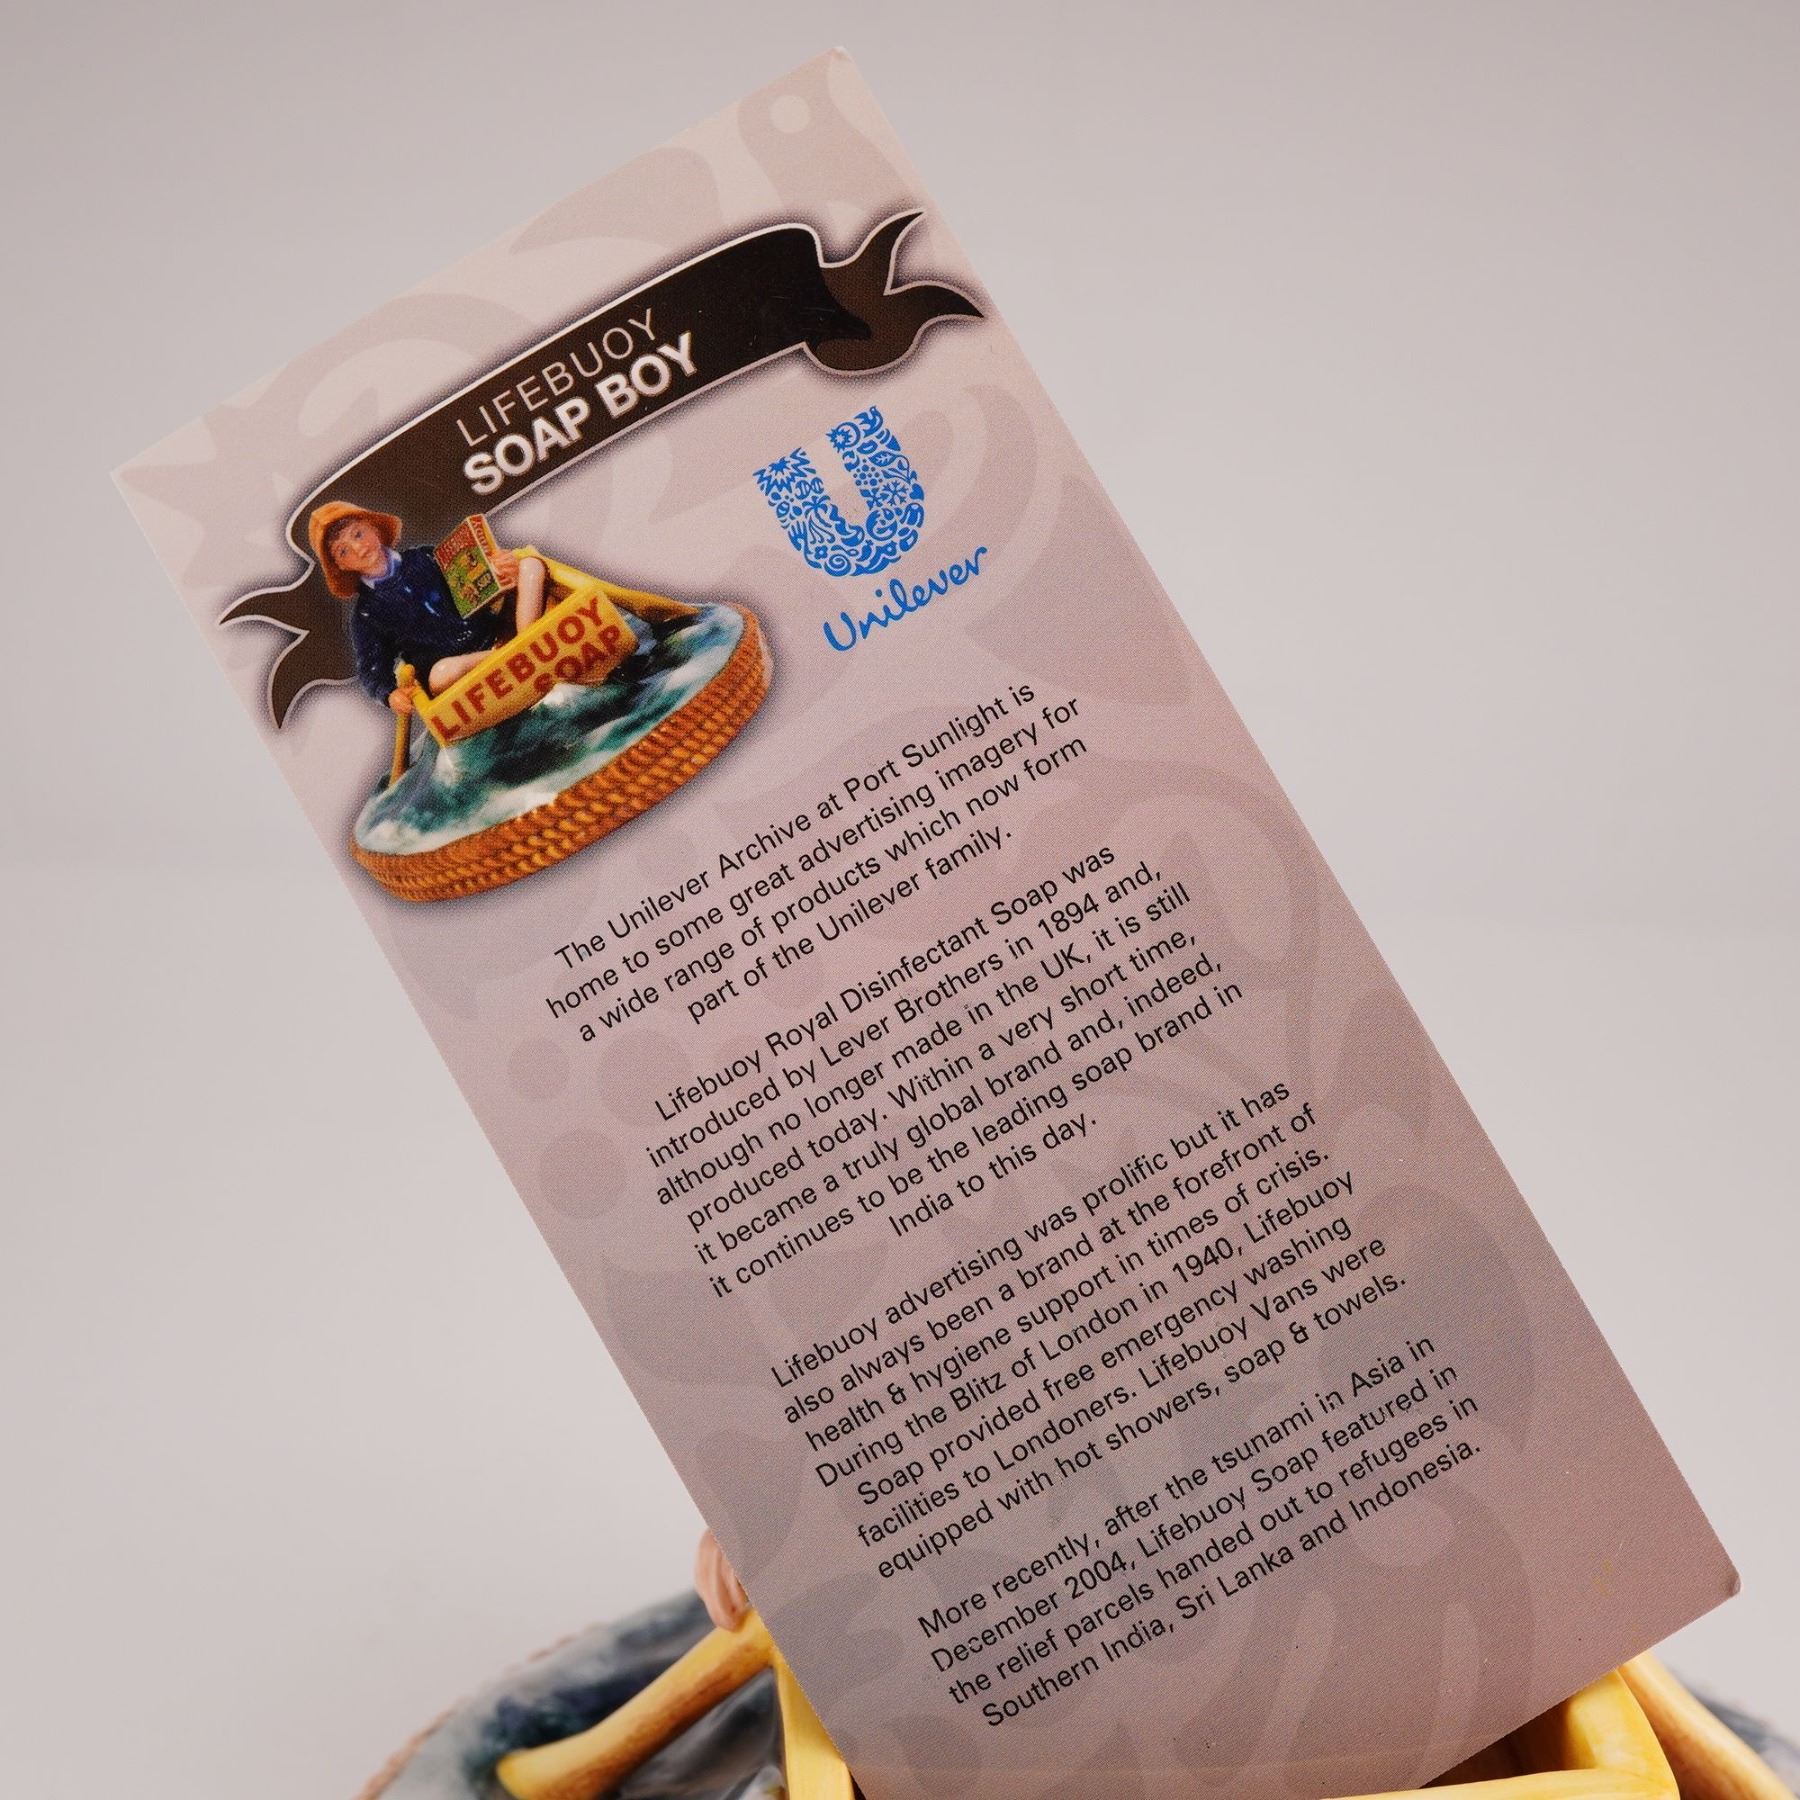 LIFEBUOY
SOAP BOY
Unilever
LIFEBUOY
SOAP
The Unilever Archive at Port Sunlight is
home to some great advertising imagery for
a wide range of products which now form
part of the Unilever family.
Lifebuoy Royal Disinfectant Soap was
introduced by Lever Brothers in 1894 and,
although no longer made in the UK, it is still
produced today. Within a very short time,
it became a truly global brand and, indeed,
it continues to be the leading soap brand in
India to this day.
Lifebuoy advertising was prolific but it has
also always been a brand at the forefront of
health & hygiene support in times of crisis.
During the Blitz of London in 1940, Lifebuoy
Soap provided free emergency washing
facilities to Londoners. Lifebuoy Vans were
equipped with hot showers, soap & towels.
More recently, after the tsunami in Asia in
December 2004, Lifebuoy Soap featured in
the relief parcels handed out to refugees in
Southern India, Sri Lanka and Indonesia.